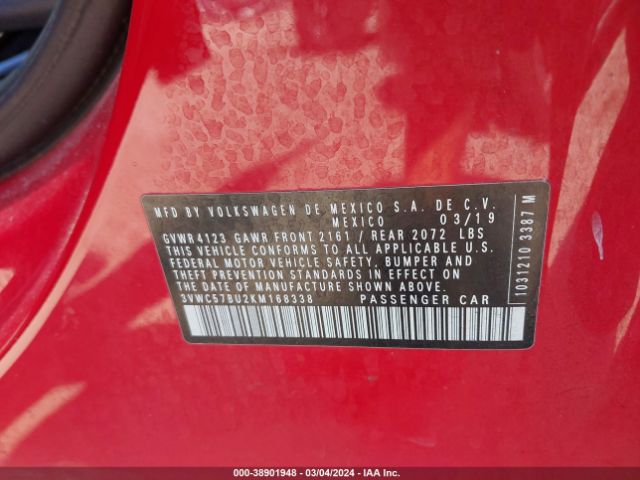 MFD BY VOLKSWAGEN DE MEXICO S.A. DE C.V.
MEXICO 03/19
GVWR4123 GAWR FRONT 2161 / REAR 2072 LBS
THIS VEHICLE CONFORMS TO ALL APPLICABLE U.S.
FEDERAL MOTOR VEHICLE SAFETY, BUMPER AND
THEFT PREVENTION STANDARDS IN EFFECT ON
THE DATE OF MANUFACTURE SHOWN ABOVE.
3VWC57BU2KM168338 PASSENGER CAR
1031210 3387 M
000-38901948 - 03/04/2024 - IAA Inc.